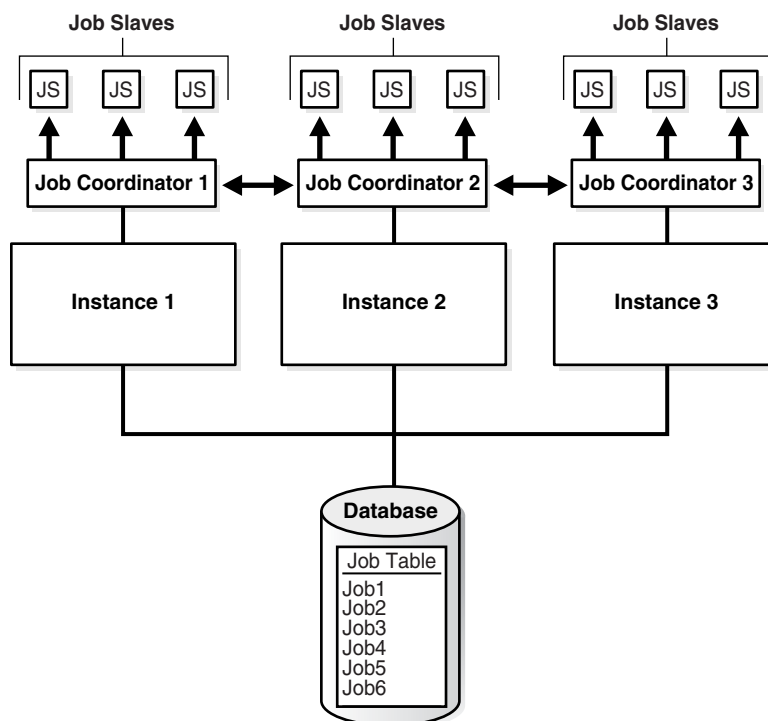 Job Slaves Job Slaves Job Slaves
JS JS JS JS JS JS JS JS JS
Job Coordinator 1 Job Coordinator 2 Job Coordinator 3
Instance 1 Instance 2 Instance 3
Database
Job Table
Job1
Job2
Job3
Job4
Job5
Job6